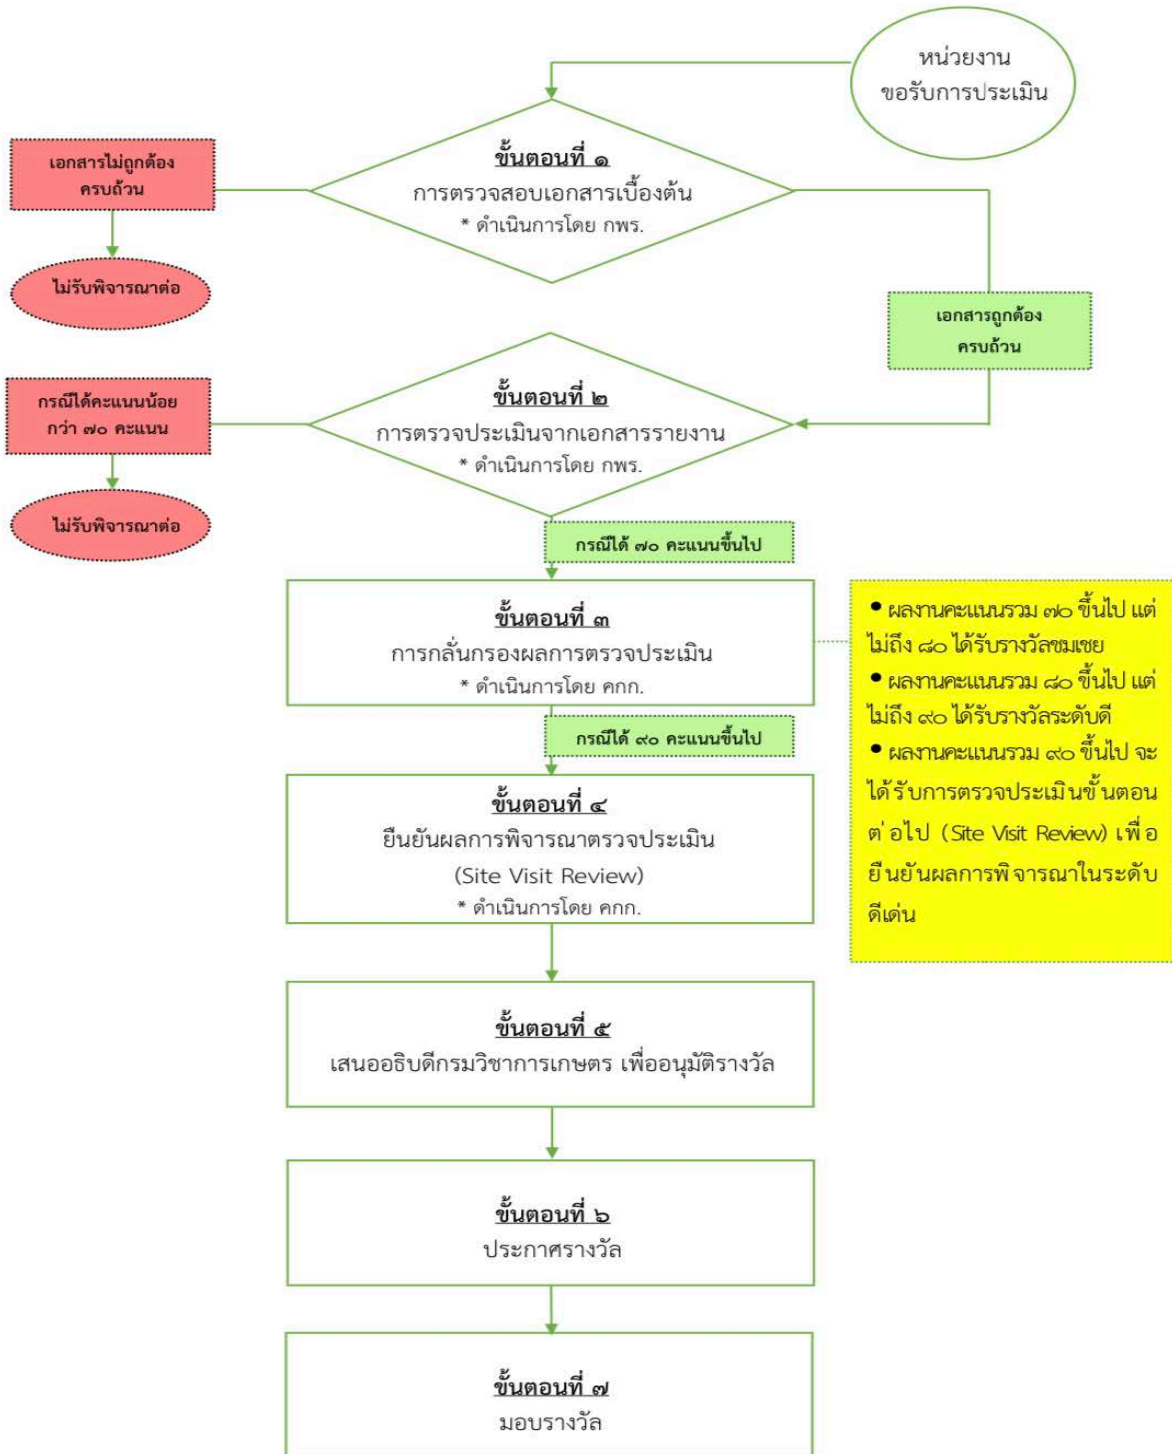 หน่วยงาน
ขอรับการประเมิน
ขั้นตอนที่ ๑
การตรวจสอบเอกสารเบื้องต้น
* ดำเนินการโดย กพร.
เอกสารไม่ถูกต้อง
ครบถ้วน
ไม่รับพิจารณาต่อ
เอกสารถูกต้อง
ครบถ้วน
ขั้นตอนที่ ๒
การตรวจประเมินจากเอกสารรายงาน
* ดำเนินการโดย กพร.
กรณีได้คะแนนน้อย
กว่า ๗๐ คะแนน
ไม่รับพิจารณาต่อ
กรณีได้ ๗๐ คะแนนขึ้นไป
ขั้นตอนที่ ๓
การกลั่นกรองผลการตรวจประเมิน
* ดำเนินการโดย คกก.
• ผลงานคะแนนรวม ๗๐ ขึ้นไป แต่
ไม่ถึง ๘๐ ได้รับรางวัลชมเชย
• ผลงานคะแนนรวม ๘๐ ขึ้นไป แต่
ไม่ถึง ๙๐ ได้รับรางวัลระดับดี
• ผลงานคะแนนรวม ๙๐ ขึ้นไป จะ
ได้รับการตรวจประเมินขั้นตอน
ต่อไป (Site Visit Review) เพื่อ
ยืนยันผลการพิจารณาในระดับ
ดีเด่น
กรณีได้ ๙๐ คะแนนขึ้นไป
ขั้นตอนที่ ๔
ยืนยันผลการพิจารณาตรวจประเมิน
(Site Visit Review)
* ดำเนินการโดย คกก.
ขั้นตอนที่ ๕
เสนออธิบดีกรมวิชาการเกษตร เพื่ออนุมัติรางวัล
ขั้นตอนที่ ๖
ประกาศรางวัล
ขั้นตอนที่ ๗
มอบรางวัล